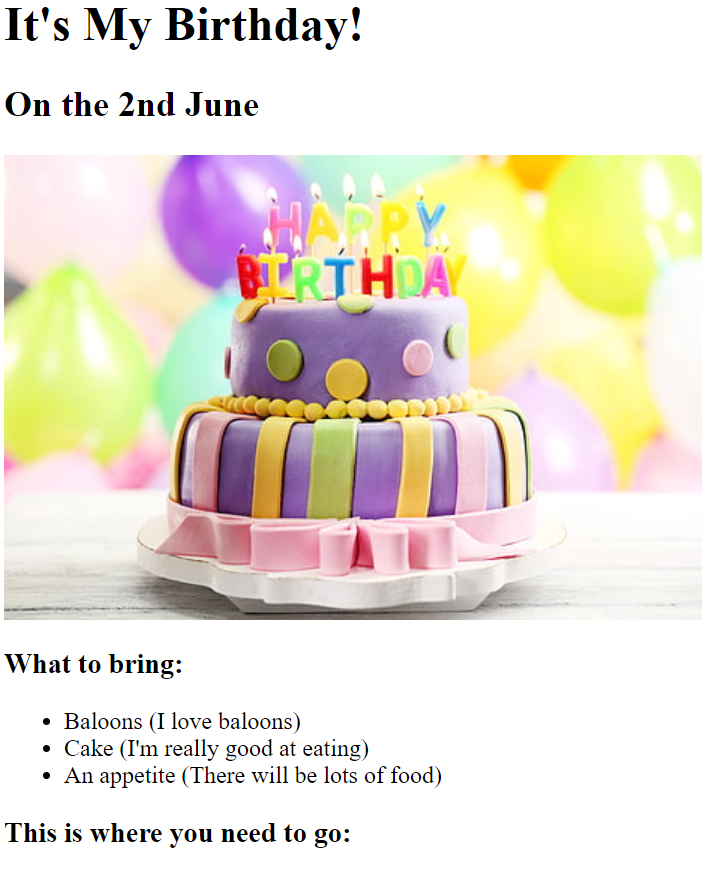 It's My Birthday!
On the 2nd June
HAPPY
BIRTHDAY
What to bring:
Baloons (I love baloons)
Cake (I'm really good at eating)
An appetite (There will be lots of food)
This is where you need to go: